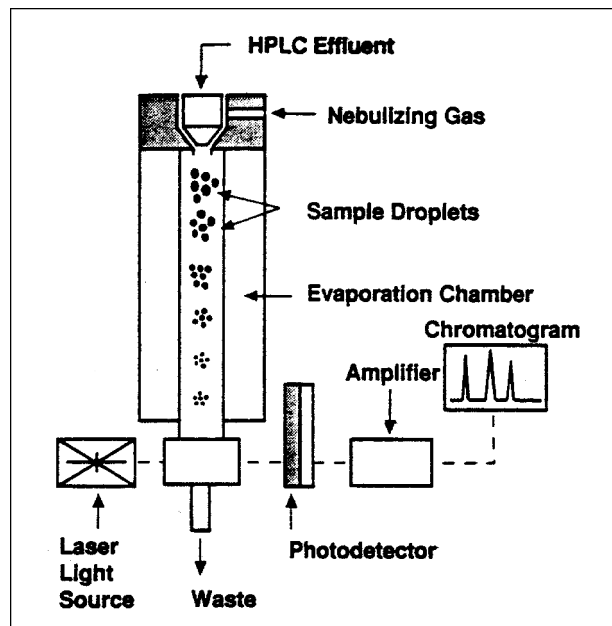 HPLC Effluent
Nebulizing Gas
Sample Droplets
Evaporation Chamber
Chromatogram
Amplifier
Laser
Light
Source
Waste
Photodetector